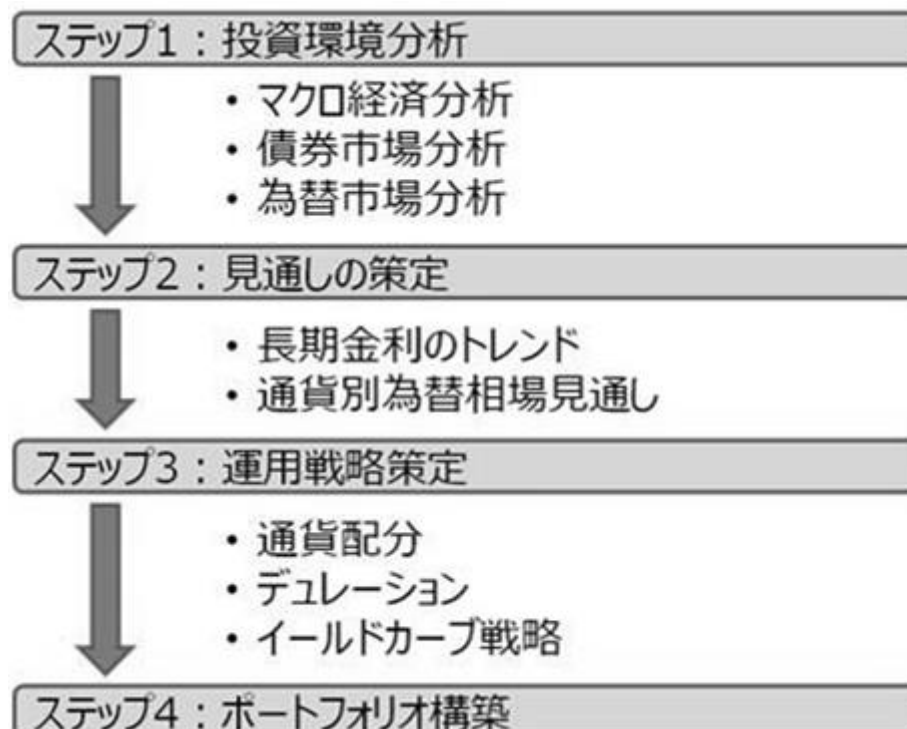 ステップ1：投資環境分析
・マクロ経済分析
・債券市場分析
・為替市場分析
ステップ2：見通しの策定
・長期金利のトレンド
・通貨別為替相場見通し
ステップ3：運用戦略策定
・通貨配分
・デュレーション
・イールドカーブ戦略
ステップ4：ポートフォリオ構築